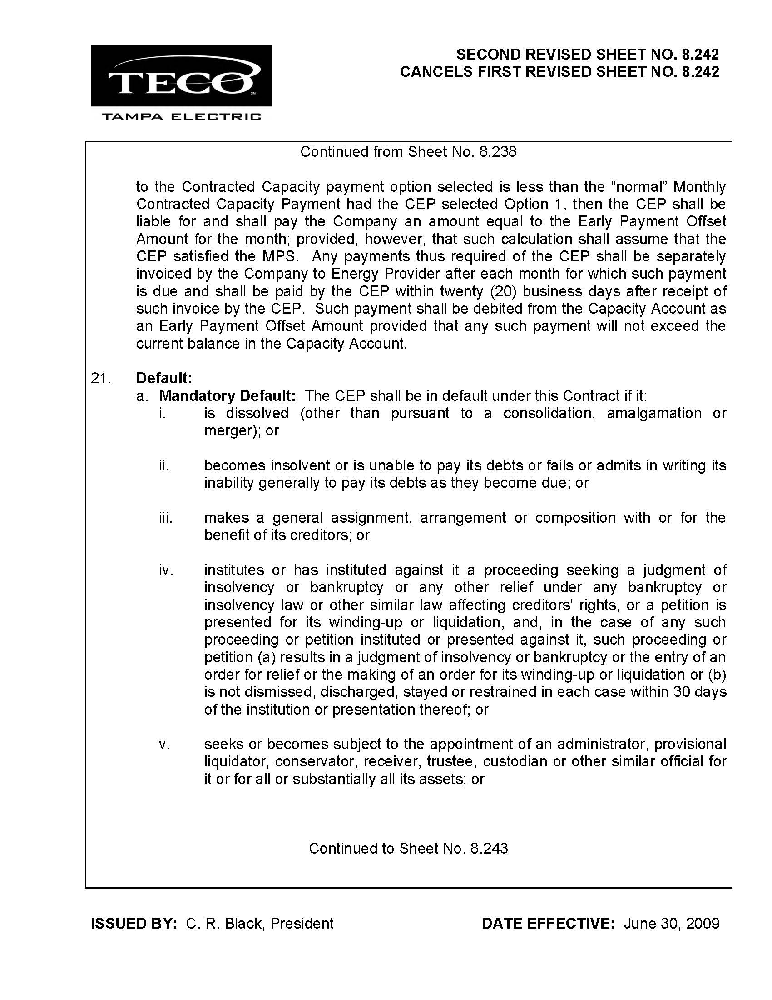 TECO
SM
TAMPA ELECTRIC
SECOND REVISED SHEET NO. 8.242
CANCELS FIRST REVISED SHEET NO. 8.242
Continued from Sheet No. 8.238
to the Contracted Capacity payment option selected is less than the “normal” Monthly
Contracted Capacity Payment had the CEP selected Option 1, then the CEP shall be
liable for and shall pay the Company an amount equal to the Early Payment Offset
Amount for the month; provided, however, that such calculation shall assume that the
CEP satisfied the MPS. Any payments thus required of the CEP shall be separately
invoiced by the Company to Energy Provider after each month for which such payment
is due and shall be paid by the CEP within twenty (20) business days after receipt of
such invoice by the CEP. Such payment shall be debited from the Capacity Account as
an Early Payment Offset Amount provided that any such payment will not exceed the
current balance in the Capacity Account.
21. Default:
a. Mandatory Default: The CEP shall be in default under this Contract if it:
i. is dissolved (other than pursuant to a consolidation, amalgamation or
merger); or
ii. becomes insolvent or is unable to pay its debts or fails or admits in writing its
inability generally to pay its debts as they become due; or
iii. makes a general assignment, arrangement or composition with or for the
benefit of its creditors; or
iv. institutes or has instituted against it a proceeding seeking a judgment of
insolvency or bankruptcy or any other relief under any bankruptcy or
insolvency law or other similar law affecting creditors' rights, or a petition is
presented for its winding-up or liquidation, and, in the case of any such
proceeding or petition instituted or presented against it, such proceeding or
petition (a) results in a judgment of insolvency or bankruptcy or the entry of an
order for relief or the making of an order for its winding-up or liquidation or (b)
is not dismissed, discharged, stayed or restrained in each case within 30 days
of the institution or presentation thereof; or
v. seeks or becomes subject to the appointment of an administrator, provisional
liquidator, conservator, receiver, trustee, custodian or other similar official for
it or for all or substantially all its assets; or
Continued to Sheet No. 8.243
ISSUED BY: C. R. Black, President
DATE EFFECTIVE: June 30, 2009